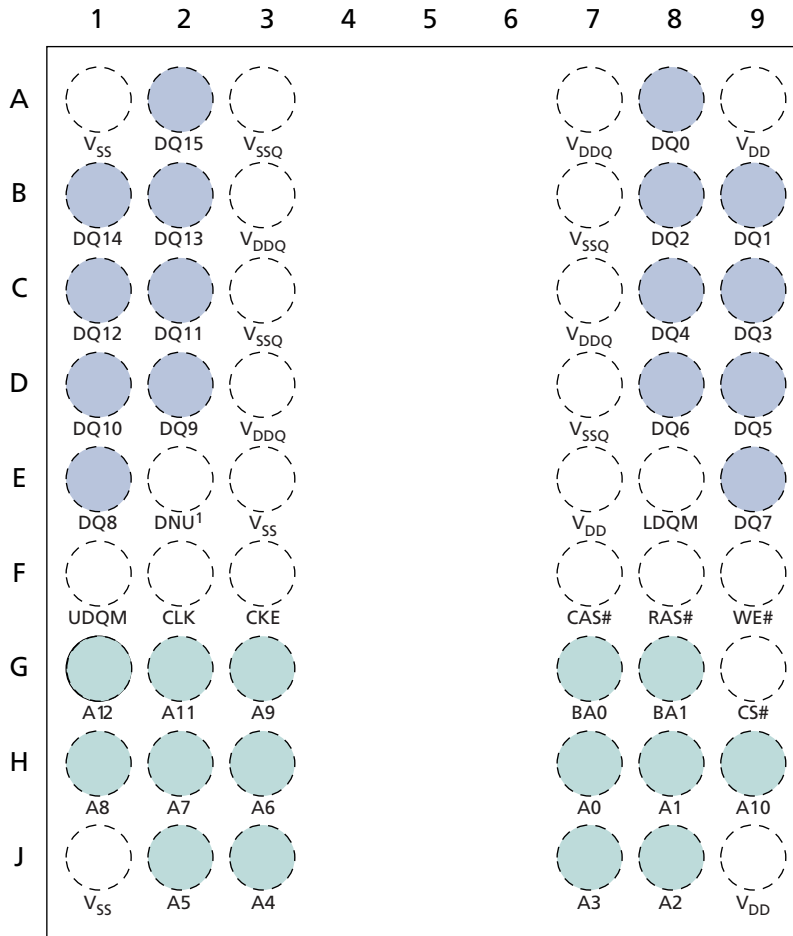 1 2 3 4 5 6 7 8 9
A
VSS DQ15 VSSQ VDDQ DQ0 VDD
B
DQ14 DQ13 VDDQ VSSQ DQ2 DQ1
C
DQ12 DQ11 VSSQ VDDQ DQ4 DQ3
D
DQ10 DQ9 VDDQ VSSQ DQ6 DQ5
E
DQ8 DNU1 VSS VDD LDQM DQ7
F
UDQM CLK CKE CAS# RAS# WE#
G
A12 A11 A9 BA0 BA1 CS#
H
A8 A7 A6 A0 A1 A10
J
VSS A5 A4 A3 A2 VDD